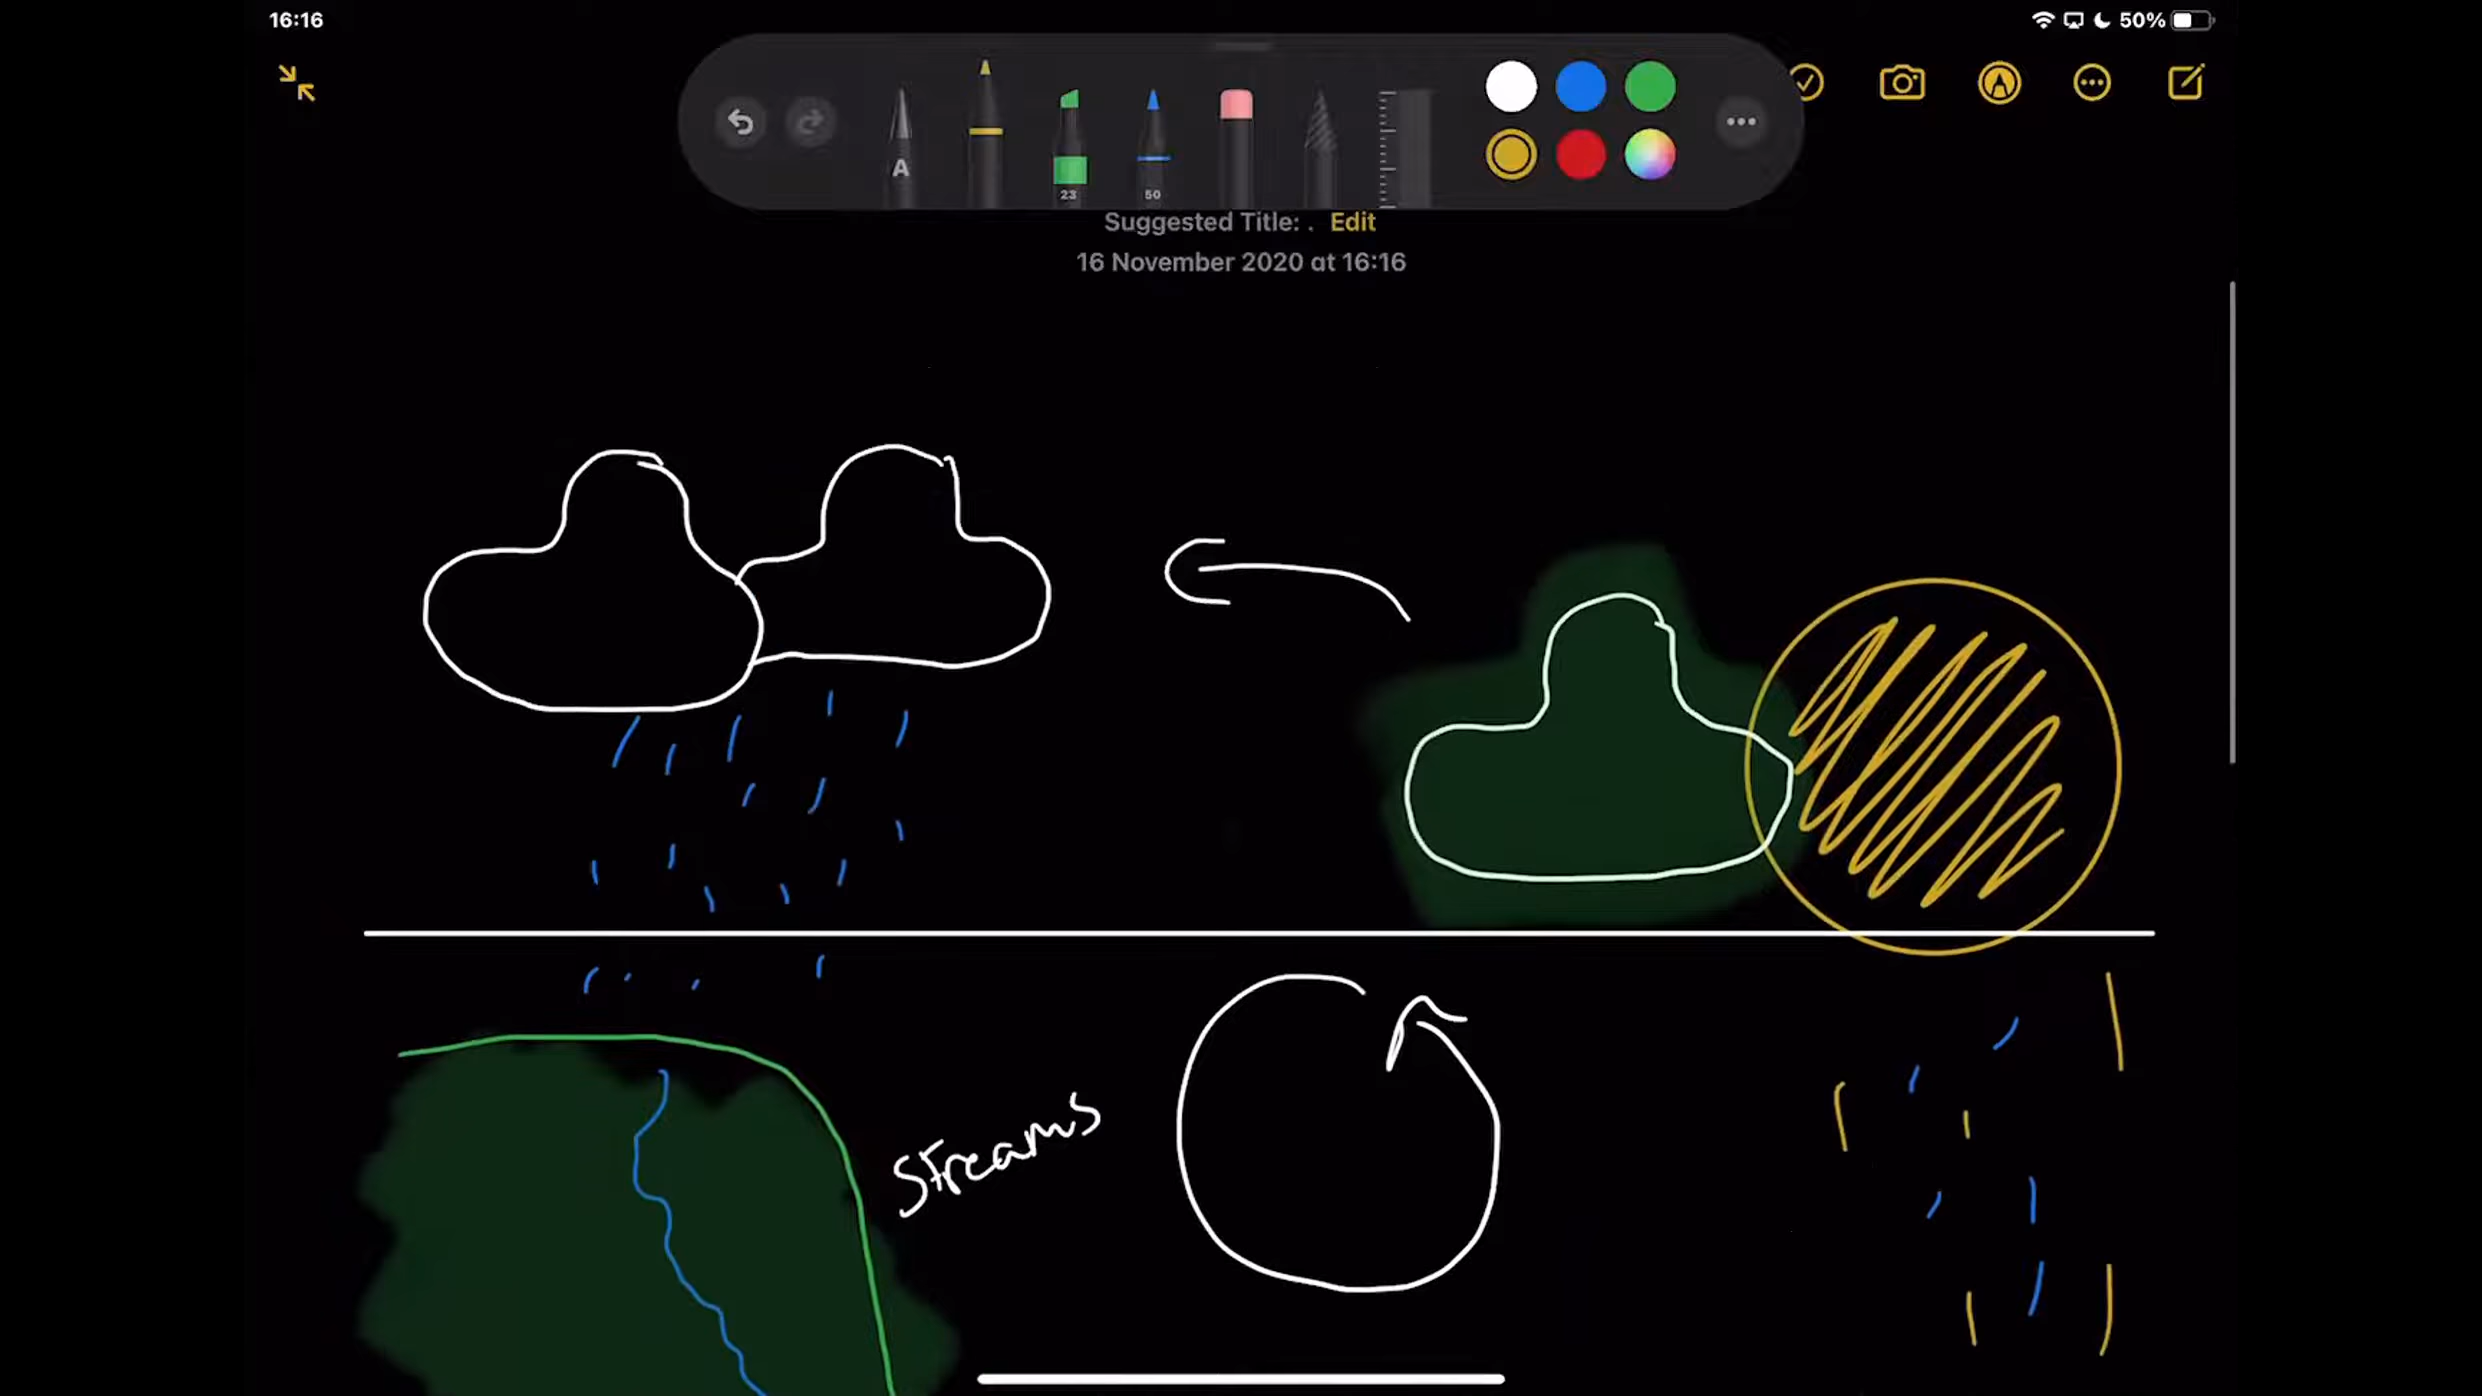 16:16
50%
A
23
50
Suggested Title: . Edit
16 November 2020 at 16:16
Streams